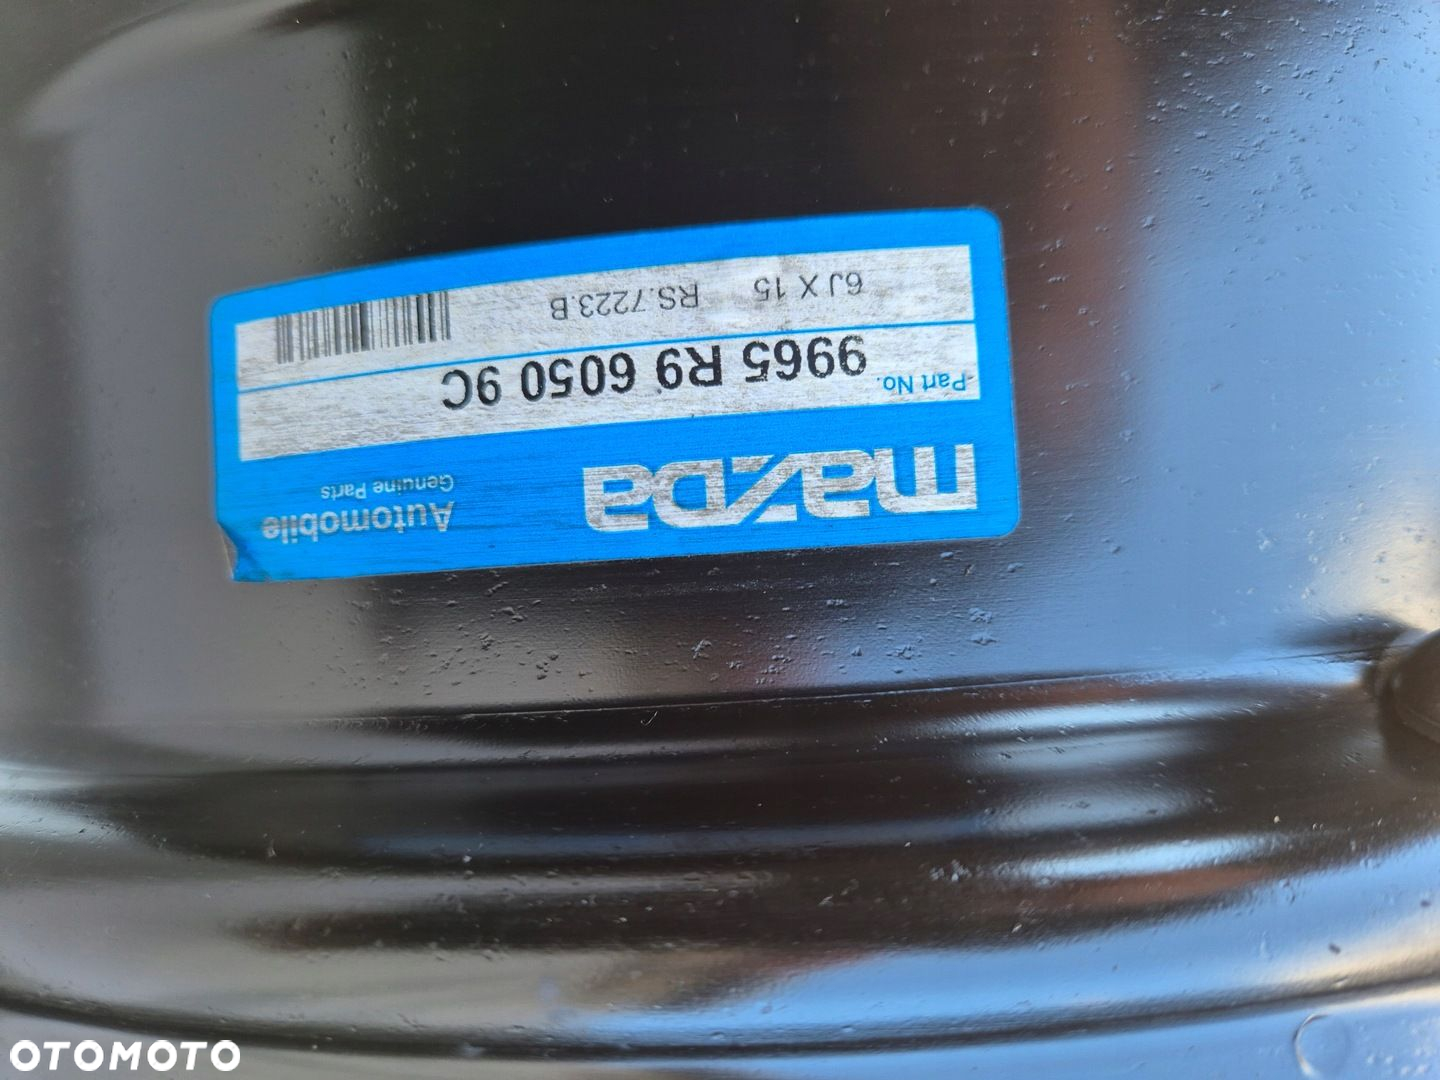 mazda
Automobile
Genuine Parts
Part No.
9965 R9 6050 9C
6J X 15 RS.7223.B
OTOMOTO